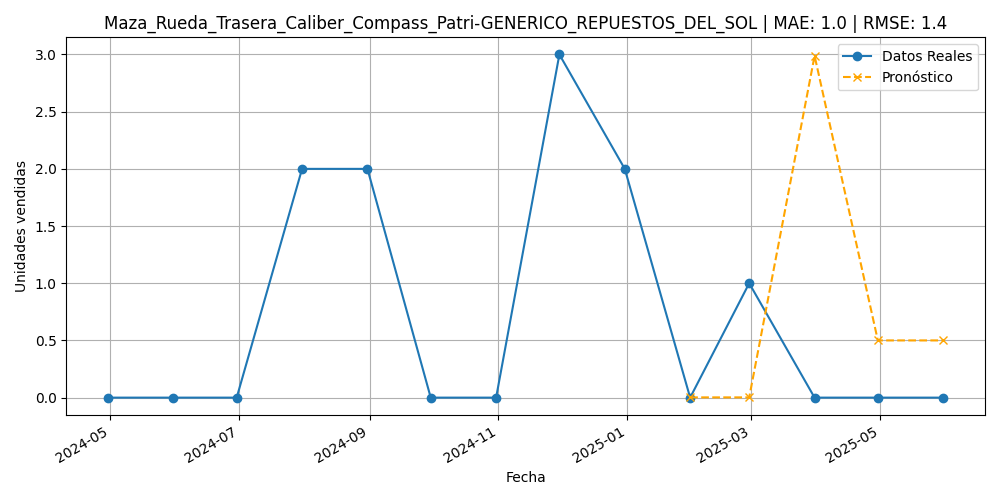 Maza_Rueda_Trasera_Caliber_Compass_Patri-GENERICO_REPUESTOS_DEL_SOL | MAE: 1.0 | RMSE: 1.4
Datos Reales
Pronóstico
Unidades vendidas
3.0
2.5
2.0
1.5
1.0
0.5
0.0
2024-05
2024-07
2024-09
2024-11
2025-01
2025-03
2025-05
Fecha